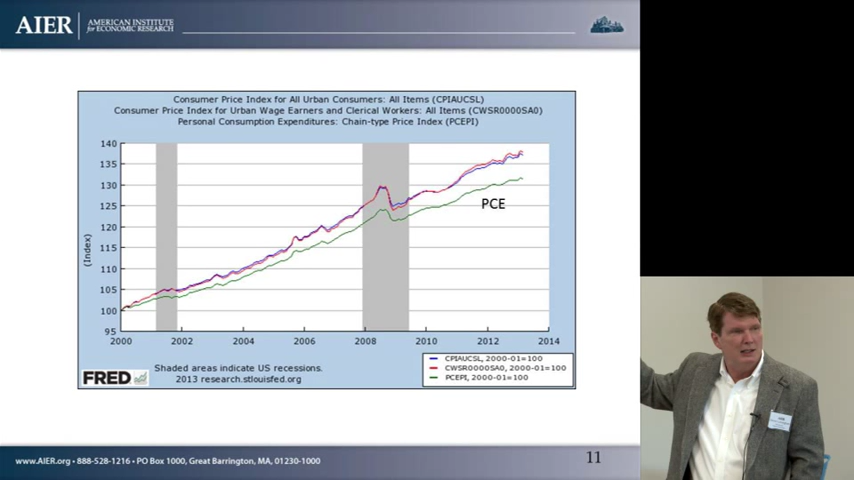 AIER
AMERICAN INSTITUTE
for ECONOMIC RESEARCH
Consumer Price Index for All Urban Consumers: All Items (CPIAUCSL)
Consumer Price Index for Urban Wage Earners and Clerical Workers: All Items (CWSR0000SA0)
Personal Consumption Expenditures: Chain-type Price Index (PCEPI)
140
135
130
125
120
115
110
105
100
95
(Index)
PCE
2000 2002 2004 2006 2008 2010 2012 2014
Shaded areas indicate US recessions.
2013 research.stlouisfed.org
FRED
CPIAUCSL, 2000-01=100
CWSR0000SA0, 2000-01=100
PCEPI, 2000-01=100
www.AIER.org • 888-528-1216 • PO Box 1000, Great Barrington, MA, 01230-1000
11